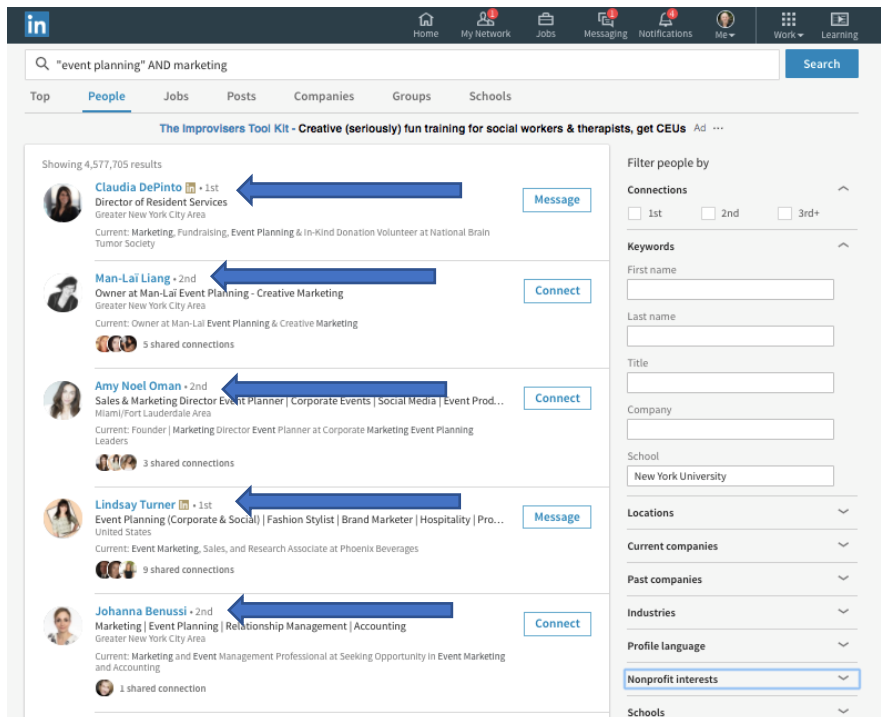 in
1 1 4
Home My Network Jobs Messaging Notifications Me Work Learning
"event planning" AND marketing
Search
Top People Jobs Posts Companies Groups Schools
The Improvisers Tool Kit - Creative (seriously) fun training for social workers & therapists, get CEUs Ad ···
Showing 4,577,705 results
Claudia DePinto in • 1st
Director of Resident Services
Greater New York City Area
Current: Marketing, Fundraising, Event Planning & In-Kind Donation Volunteer at National Brain
Tumor Society
Message
Man-Laï Liang • 2nd
Owner at Man-Laï Event Planning - Creative Marketing
Greater New York City Area
Current: Owner at Man-Laï Event Planning & Creative Marketing
5 shared connections
Connect
Amy Noel Oman • 2nd
Sales & Marketing Director Event Planner | Corporate Events | Social Media | Event Prod...
Miami/Fort Lauderdale Area
Current: Founder | Marketing Director Event Planner at Corporate Marketing Event Planning
Leaders
3 shared connections
Connect
Lindsay Turner in • 1st
Event Planning (Corporate & Social) | Fashion Stylist | Brand Marketer | Hospitality | Pro...
United States
Current: Event Marketing, Sales, and Research Associate at Phoenix Beverages
9 shared connections
Message
Johanna Benussi • 2nd
Marketing | Event Planning | Relationship Management | Accounting
Greater New York City Area
Current: Marketing and Event Management Professional at Seeking Opportunity in Event Marketing
and Accounting
1 shared connection
Connect
Filter people by
Connections
1st 2nd 3rd+
Keywords
First name
Last name
Title
Company
School
New York University
Locations
Current companies
Past companies
Industries
Profile language
Nonprofit interests
Schools